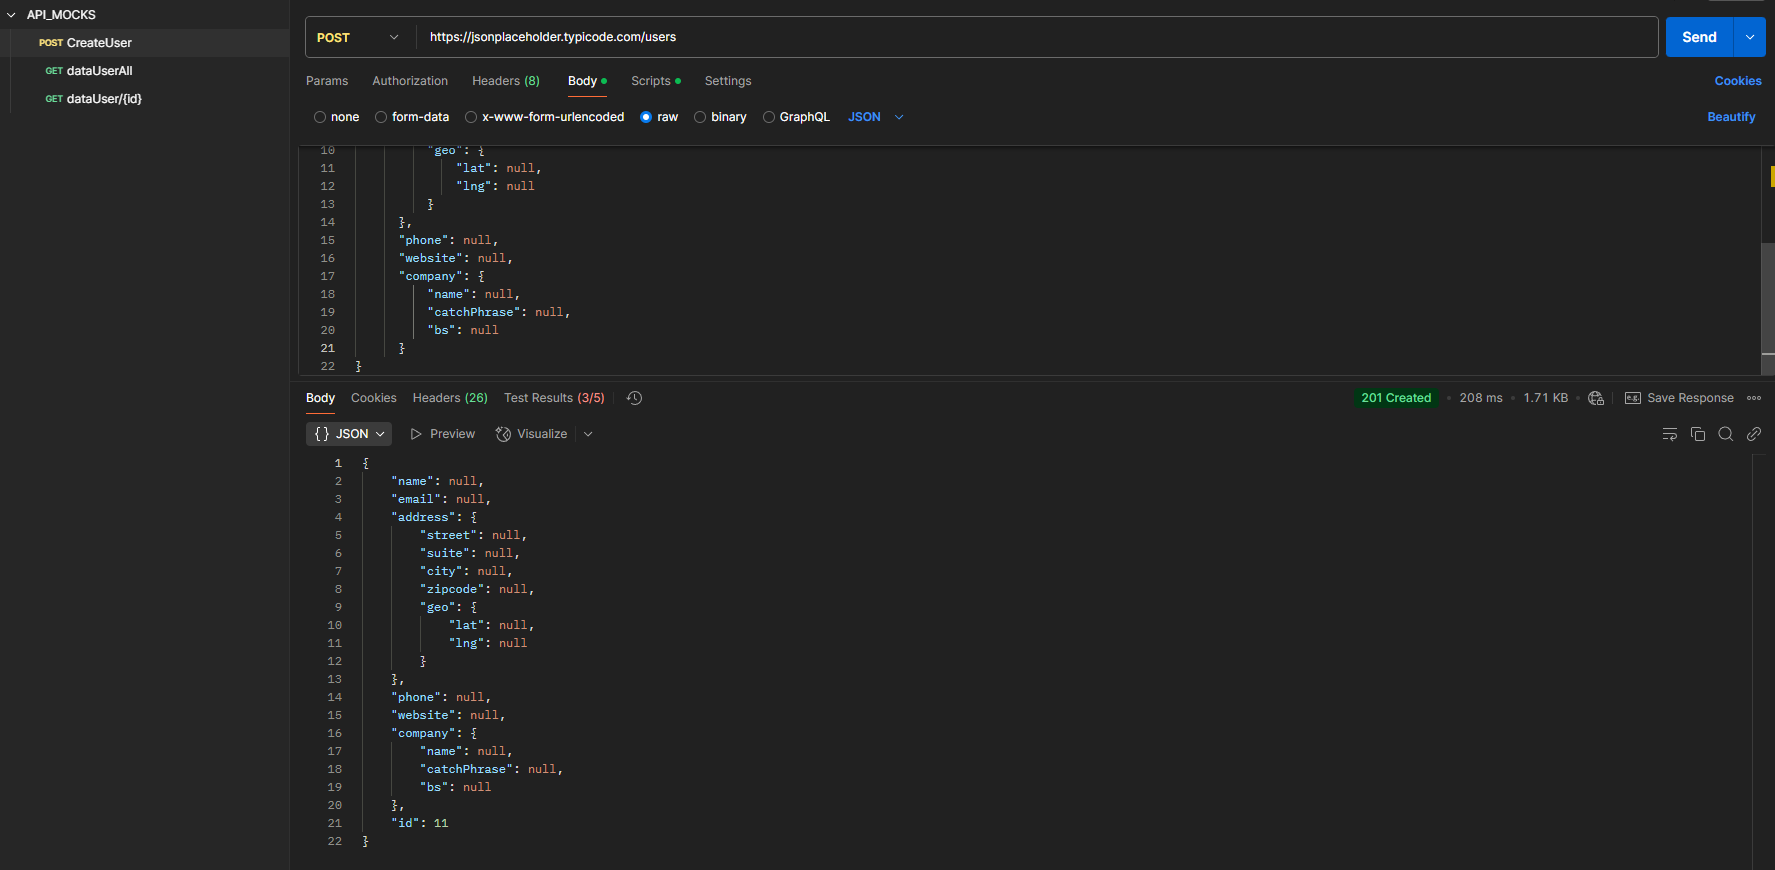 API_MOCKS
POST CreateUser
GET dataUserAll
GET dataUser/{id}
POST https://jsonplaceholder.typicode.com/users Send
Params Authorization Headers (8) Body Scripts Settings Cookies
none form-data x-www-form-urlencoded raw binary GraphQL JSON Beautify
10 "geo": {
11 "lat": null,
12 "lng": null
13 }
14 },
15 "phone": null,
16 "website": null,
17 "company": {
18 "name": null,
19 "catchPhrase": null,
20 "bs": null
21 }
22 }
Body Cookies Headers (26) Test Results (3/5) 201 Created 208 ms 1.71 KB e.g. Save Response
{} JSON Preview Visualize
1 {
2 "name": null,
3 "email": null,
4 "address": {
5 "street": null,
6 "suite": null,
7 "city": null,
8 "zipcode": null,
9 "geo": {
10 "lat": null,
11 "lng": null
12 }
13 },
14 "phone": null,
15 "website": null,
16 "company": {
17 "name": null,
18 "catchPhrase": null,
19 "bs": null
20 },
21 "id": 11
22 }